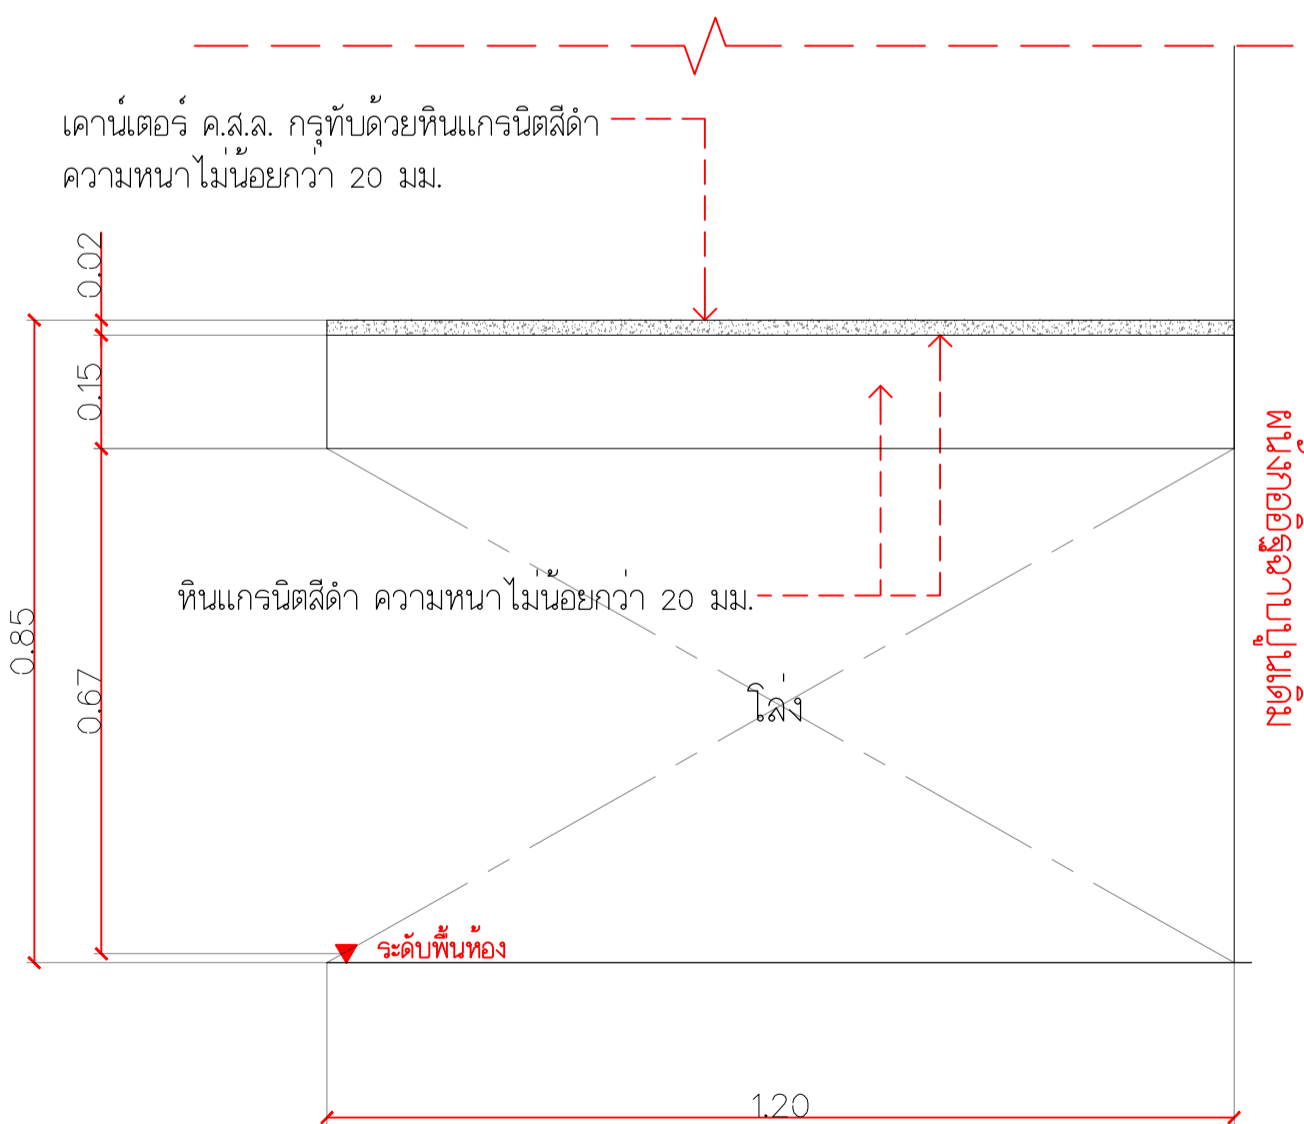 เคาน์เตอร์ ค.ส.ล. กรุทับด้วยหินแกรนิตสีดำ
ความหนาไม่น้อยกว่า 20 มม.
0.02
0.15
0.85
0.67
หินแกรนิตสีดำ ความหนาไม่น้อยกว่า 20 มม.
โล่ง
ผนังก่ออิฐฉาบปูนเดิม
ระดับพื้นห้อง
1.20